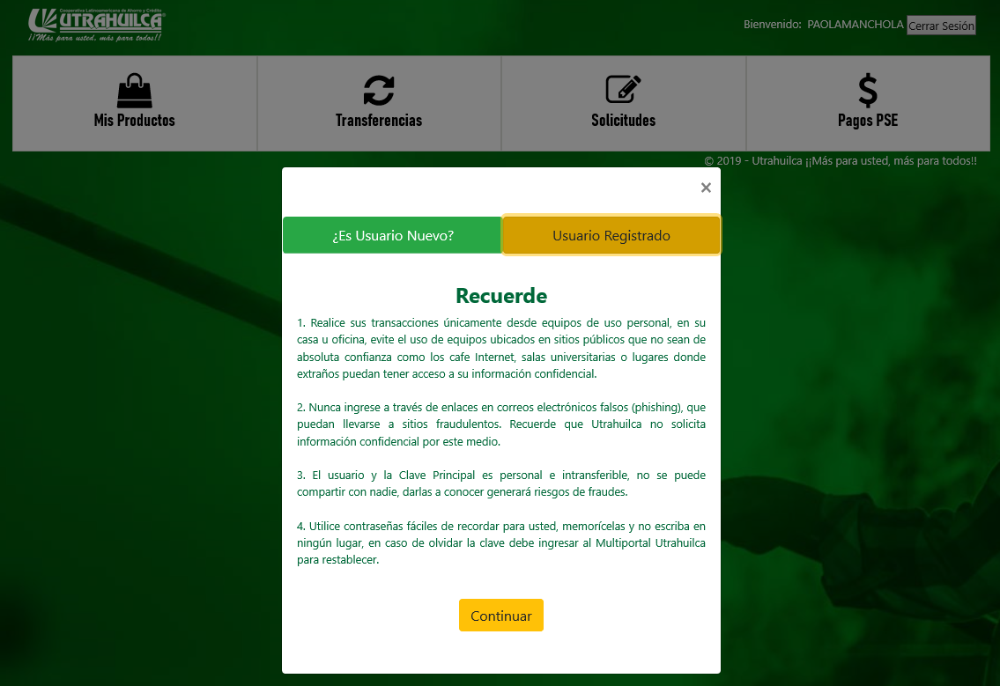 Cooperativa Latinoamericana de Ahorro y Crédito
UTRAHUILCA
¡¡Más para usted, más para todos!!
Bienvenido: PAOLAMANCHOLA Cerrar Sesión
Mis Productos
Transferencias
Solicitudes
Pagos PSE
© 2019 - Utrahuilca ¡¡Más para usted, más para todos!!
×
¿Es Usuario Nuevo?
Usuario Registrado
Recuerde
1. Realice sus transacciones únicamente desde equipos de uso personal, en su
casa u oficina, evite el uso de equipos ubicados en sitios públicos que no sean de
absoluta confianza como los cafe Internet, salas universitarias o lugares donde
extraños puedan tener acceso a su información confidencial.
2. Nunca ingrese a través de enlaces en correos electrónicos falsos (phishing), que
puedan llevarse a sitios fraudulentos. Recuerde que Utrahuilca no solicita
información confidencial por este medio.
3. El usuario y la Clave Principal es personal e intransferible, no se puede
compartir con nadie, darlas a conocer generará riesgos de fraudes.
4. Utilice contraseñas fáciles de recordar para usted, memorícelas y no escriba en
ningún lugar, en caso de olvidar la clave debe ingresar al Multiportal Utrahuilca
para restablecer.
Continuar